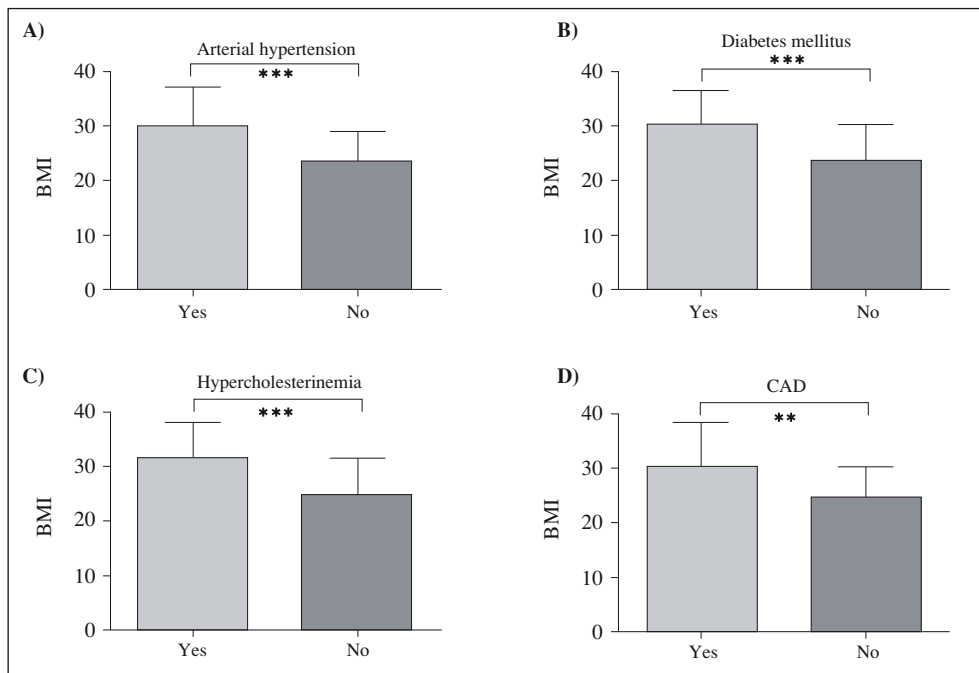 A)
Arterial hypertension
***
40
30
20
10
0
BMI
Yes No
B)
Diabetes mellitus
***
40
30
20
10
0
BMI
Yes No
C)
Hypercholesterinemia
***
40
30
20
10
0
BMI
Yes No
D)
CAD
**
40
30
20
10
0
BMI
Yes No